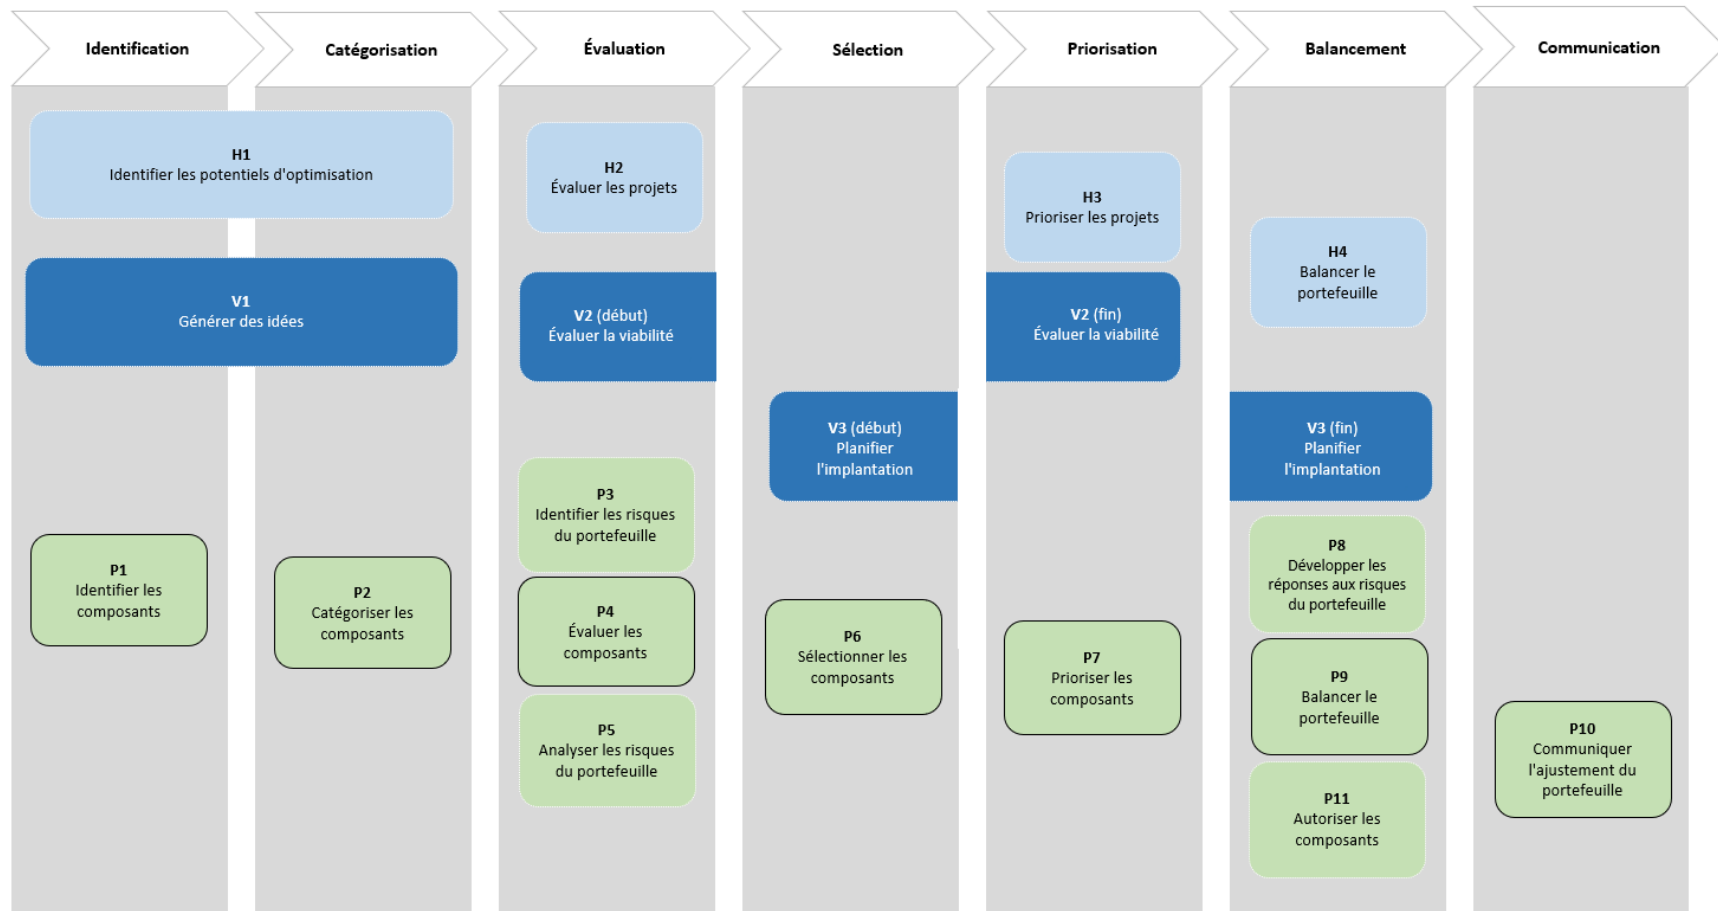 Identification
Catégorisation
Évaluation
Sélection
Priorisation
Balancement
Communication
H1
Identifier les potentiels d'optimisation
H2
Évaluer les projets
H3
Prioriser les projets
H4
Balancer le
portefeuille
V1
Générer des idées
V2 (début)
Évaluer la viabilité
V2 (fin)
Évaluer la viabilité
V3 (début)
Planifier
l'implantation
V3 (fin)
Planifier
l'implantation
P1
Identifier les
composants
P2
Catégoriser les
composants
P3
Identifier les risques
du portefeuille
P4
Évaluer les
composants
P5
Analyser les risques
du portefeuille
P6
Sélectionner les
composants
P7
Prioriser les
composants
P8
Développer les
réponses aux risques
du portefeuille
P9
Balancer le
portefeuille
P11
Autoriser les
composants
P10
Communiquer
l'ajustement du
portefeuille